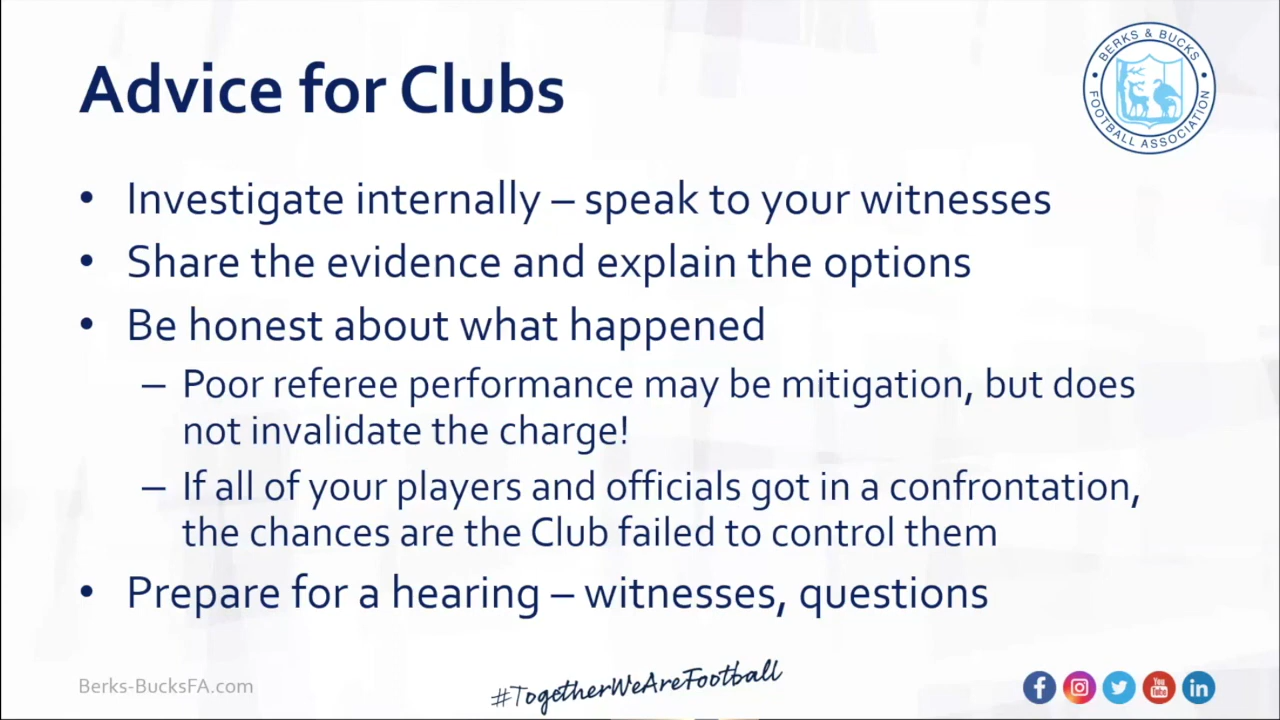 Advice for Clubs
BERKS & BUCKS
FOOTBALL ASSOCIATION
• Investigate internally – speak to your witnesses
• Share the evidence and explain the options
• Be honest about what happened
– Poor referee performance may be mitigation, but does
not invalidate the charge!
– If all of your players and officials got in a confrontation,
the chances are the Club failed to control them
• Prepare for a hearing – witnesses, questions
Berks-BucksFA.com
#TogetherWeAreFootball
You
Tube